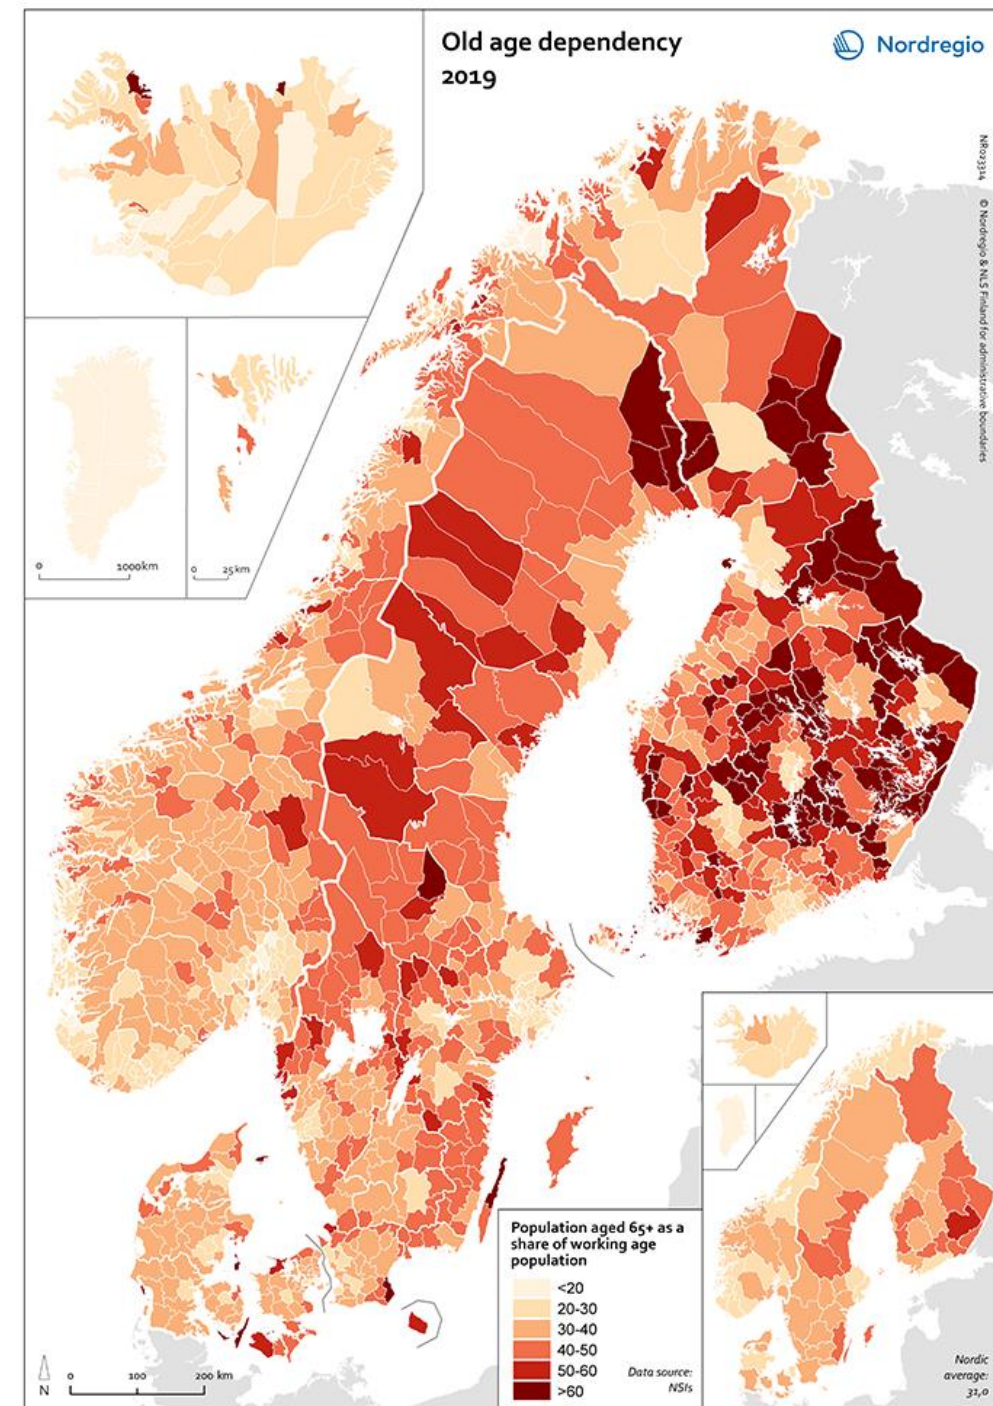 Old age dependency
2019
Nordregio
NR023314 © Nordregio & NLS Finland for administrative boundaries
0 1000km
0 25km
Population aged 65+ as a
share of working age
population
<20
20-30
30-40
40-50
50-60
>60
Data source:
NSIs
Nordic
average:
31,0
N
0 100 200 km